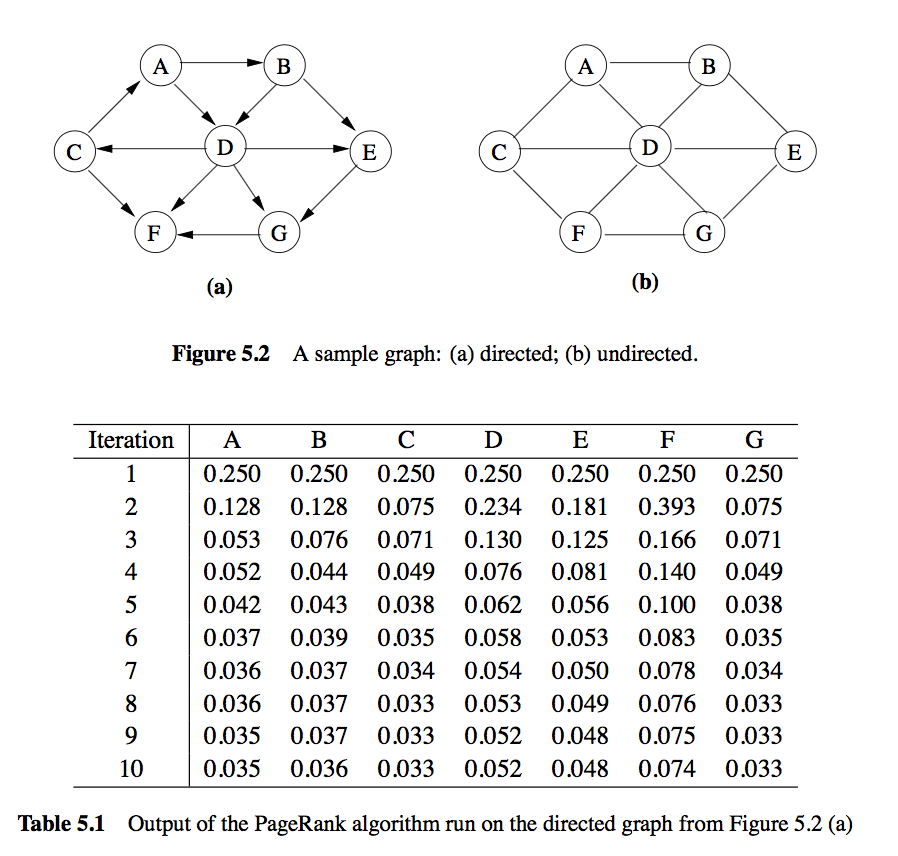 A B A B
C D E C D E
F G F G
(a) (b)
Figure 5.2 A sample graph: (a) directed; (b) undirected.
Iteration A B C D E F G
1 0.250 0.250 0.250 0.250 0.250 0.250 0.250
2 0.128 0.128 0.075 0.234 0.181 0.393 0.075
3 0.053 0.076 0.071 0.130 0.125 0.166 0.071
4 0.052 0.044 0.049 0.076 0.081 0.140 0.049
5 0.042 0.043 0.038 0.062 0.056 0.100 0.038
6 0.037 0.039 0.035 0.058 0.053 0.083 0.035
7 0.036 0.037 0.034 0.054 0.050 0.078 0.034
8 0.036 0.037 0.033 0.053 0.049 0.076 0.033
9 0.035 0.037 0.033 0.052 0.048 0.075 0.033
10 0.035 0.036 0.033 0.052 0.048 0.074 0.033
Table 5.1 Output of the PageRank algorithm run on the directed graph from Figure 5.2 (a)